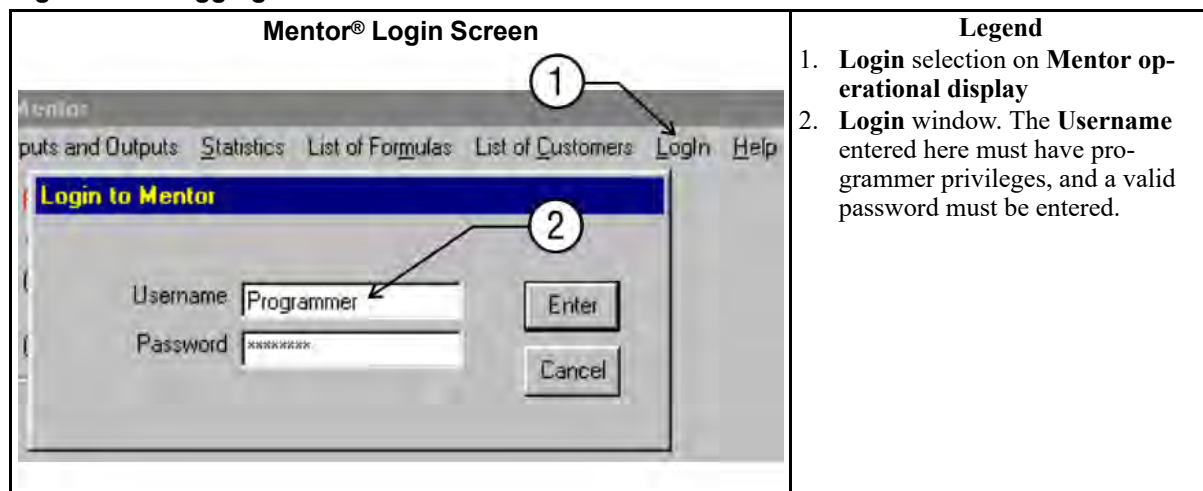 Mentor® Login Screen
1
Mentor
puts and Outputs Statistics List of Formulas List of Customers LogIn Help
Login to Mentor
2
Username Programmer Enter
Password ******** 
Cancel
Legend
1. Login selection on Mentor op-
erational display
2. Login window. The Username
entered here must have pro-
grammer privileges, and a valid
password must be entered.